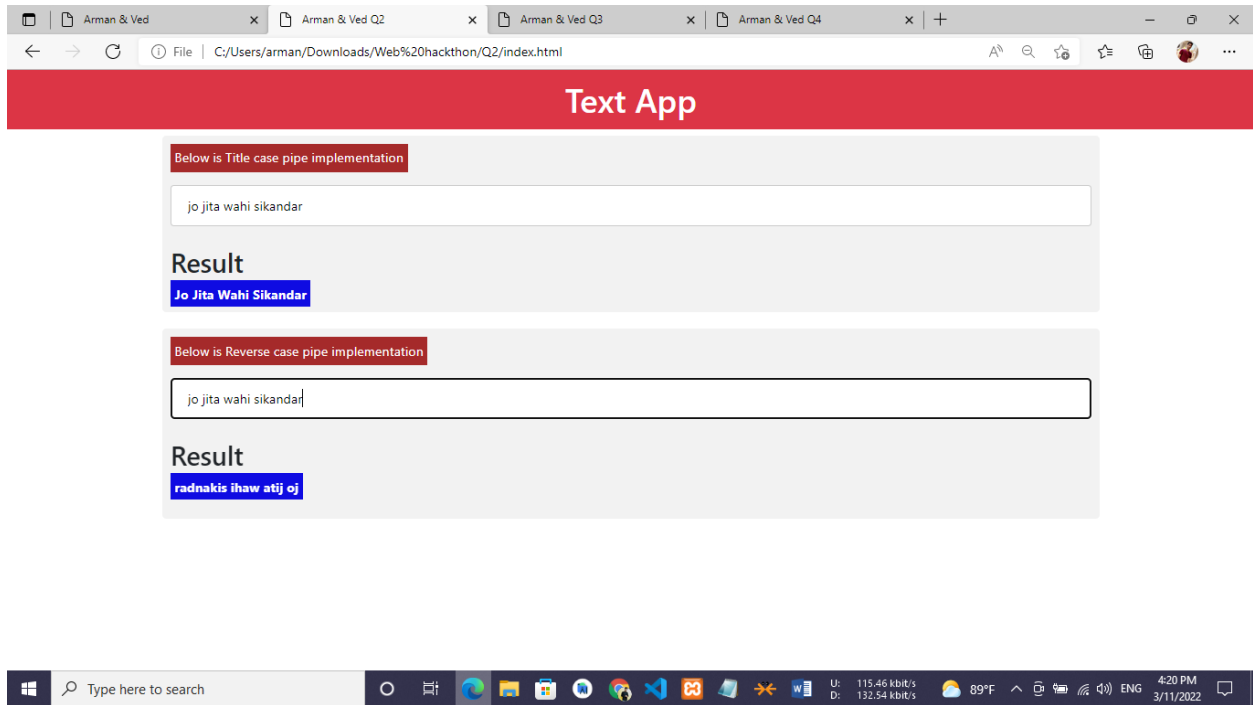 Arman & Ved
Arman & Ved Q2
Arman & Ved Q3
Arman & Ved Q4
File
C:/Users/arman/Downloads/Web%20hackthon/Q2/index.html
Text App
Below is Title case pipe implementation
jo jita wahi sikandar
Result
Jo Jita Wahi Sikandar
Below is Reverse case pipe implementation
jo jita wahi sikandar
Result
radnakis ihaw atij oj
Type here to search
U: 115.46 kbit/s
D: 132.54 kbit/s
89°F
ENG
4:20 PM
3/11/2022